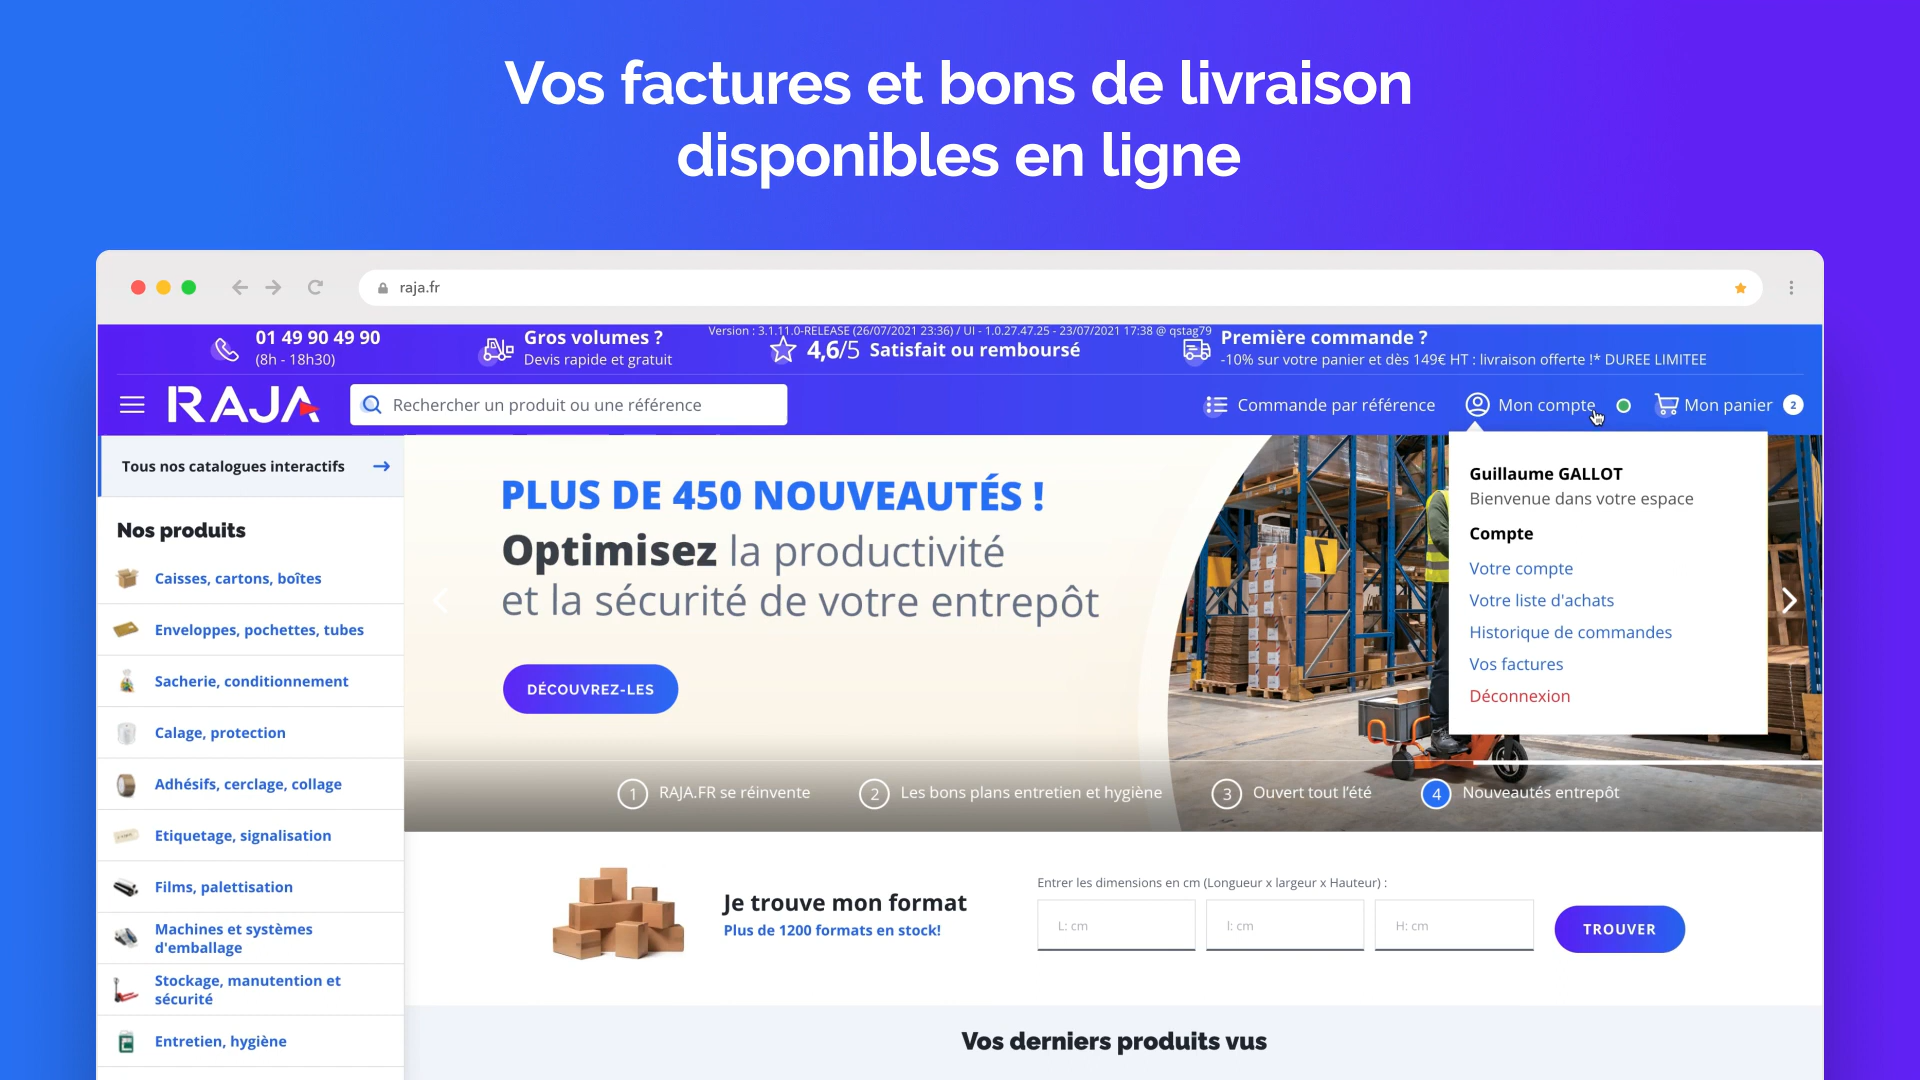 Vos factures et bons de livraison
disponibles en ligne
raja.fr
01 49 90 49 90
(8h - 18h30)
Gros volumes ?
Devis rapide et gratuit
Version : 3.1.11.0-RELEASE (26/07/2021 23:36) / UI - 1.0.27.47.25 - 23/07/2021 17:38 @ qstag79
4,6/5 Satisfait ou remboursé
Première commande ?
-10% sur votre panier et dès 149€ HT : livraison offerte !* DUREE LIMITEE
RAJA
Rechercher un produit ou une référence
Commande par référence
Mon compte
Mon panier 2
Tous nos catalogues interactifs
Nos produits
Caisses, cartons, boîtes
Enveloppes, pochettes, tubes
Sacherie, conditionnement
Calage, protection
Adhésifs, cerclage, collage
Etiquetage, signalisation
Films, palettisation
Machines et systèmes
d'emballage
Stockage, manutention et
sécurité
Entretien, hygiène
PLUS DE 450 NOUVEAUTÉS !
Optimisez la productivité
et la sécurité de votre entrepôt
DÉCOUVREZ-LES
7
Guillaume GALLOT
Bienvenue dans votre espace
Compte
Votre compte
Votre liste d'achats
Historique de commandes
Vos factures
Déconnexion
1 RAJA.FR se réinvente
2 Les bons plans entretien et hygiène
3 Ouvert tout l'été
4 Nouveautés entrepôt
Je trouve mon format
Plus de 1200 formats en stock!
Entrer les dimensions en cm (Longueur x largeur x Hauteur) :
L: cm
l: cm
H: cm
TROUVER
Vos derniers produits vus